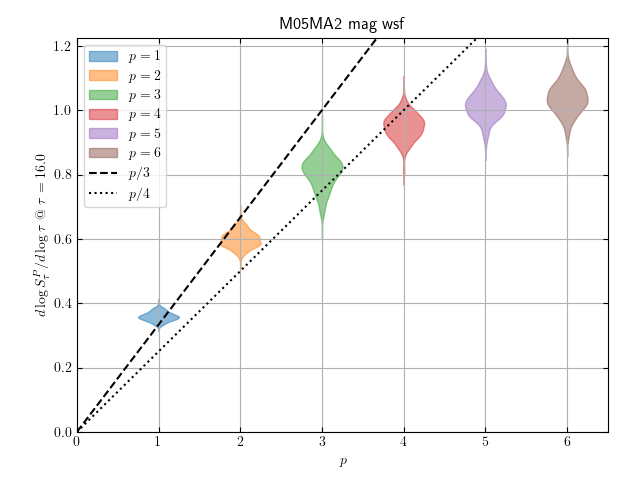 M05MA2 mag wsf
d log S_τ^P / d log τ @ τ = 16.0
1.2
1.0
0.8
0.6
0.4
0.2
0.0
p = 1
p = 2
p = 3
p = 4
p = 5
p = 6
p/3
p/4
0 1 2 3 4 5 6
p